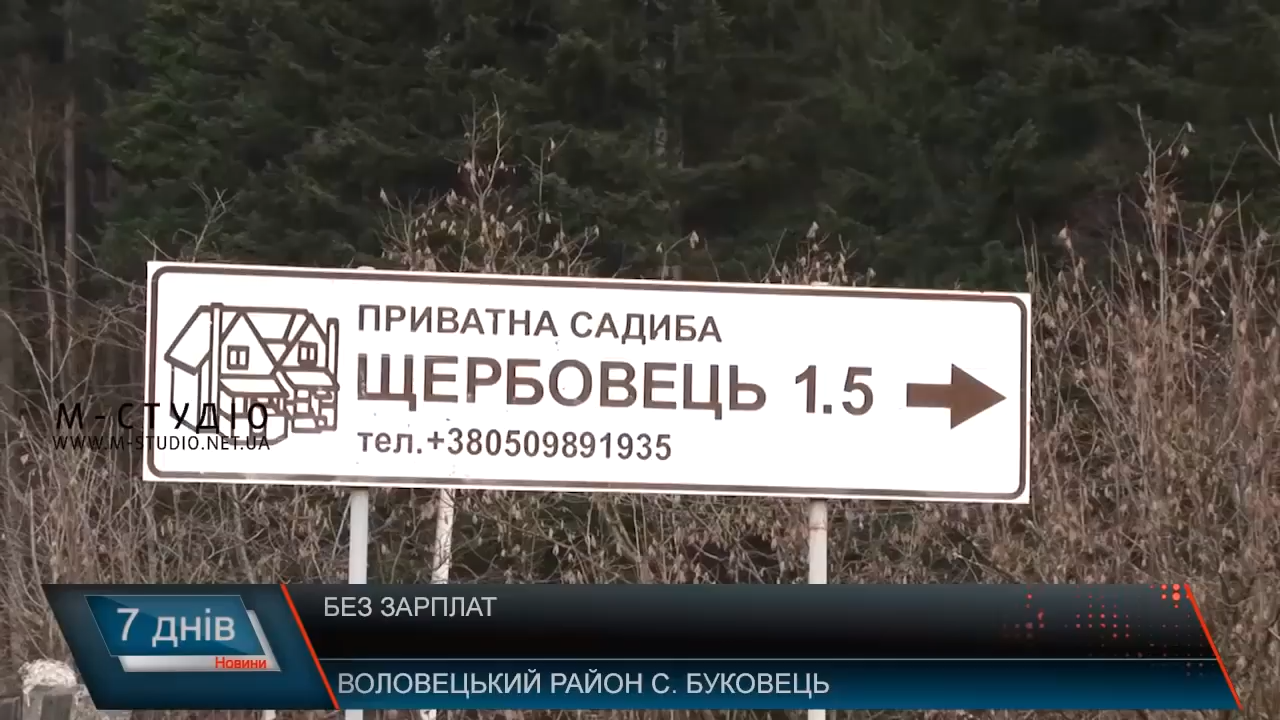 ПРИВАТНА САДИБА
ЩЕРБОВЕЦЬ 1.5
тел.+380509891935
М-СТУДІО
WWW.M-STUDIO.NET.UA
7 днів
Новини
БЕЗ ЗАРПЛАТ
ВОЛОВЕЦЬКИЙ РАЙОН С. БУКОВЕЦЬ